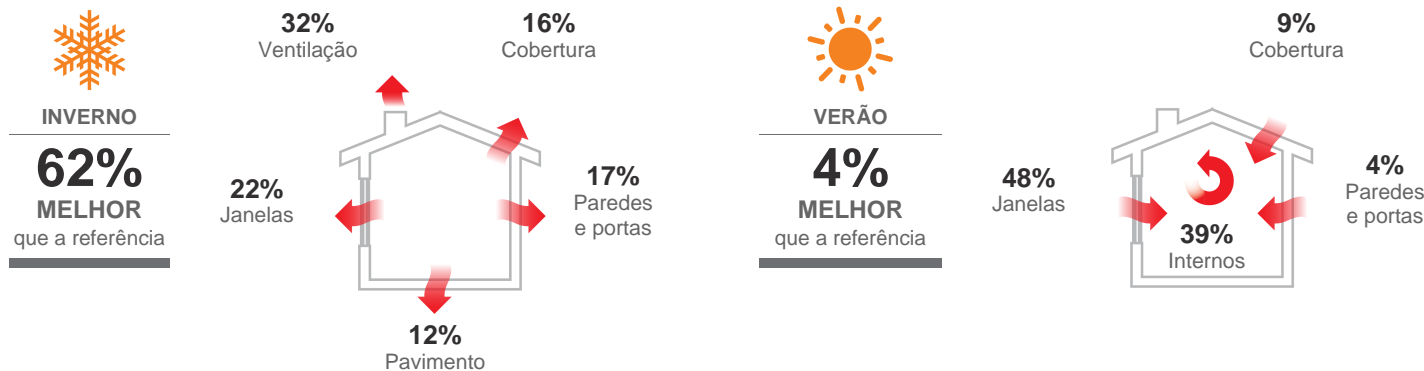 INVERNO
62%
MELHOR
que a referência
32%
Ventilação
16%
Cobertura
22%
Janelas
17%
Paredes
e portas
12%
Pavimento
VERÃO
4%
MELHOR
que a referência
9%
Cobertura
48%
Janelas
39%
Internos
4%
Paredes
e portas